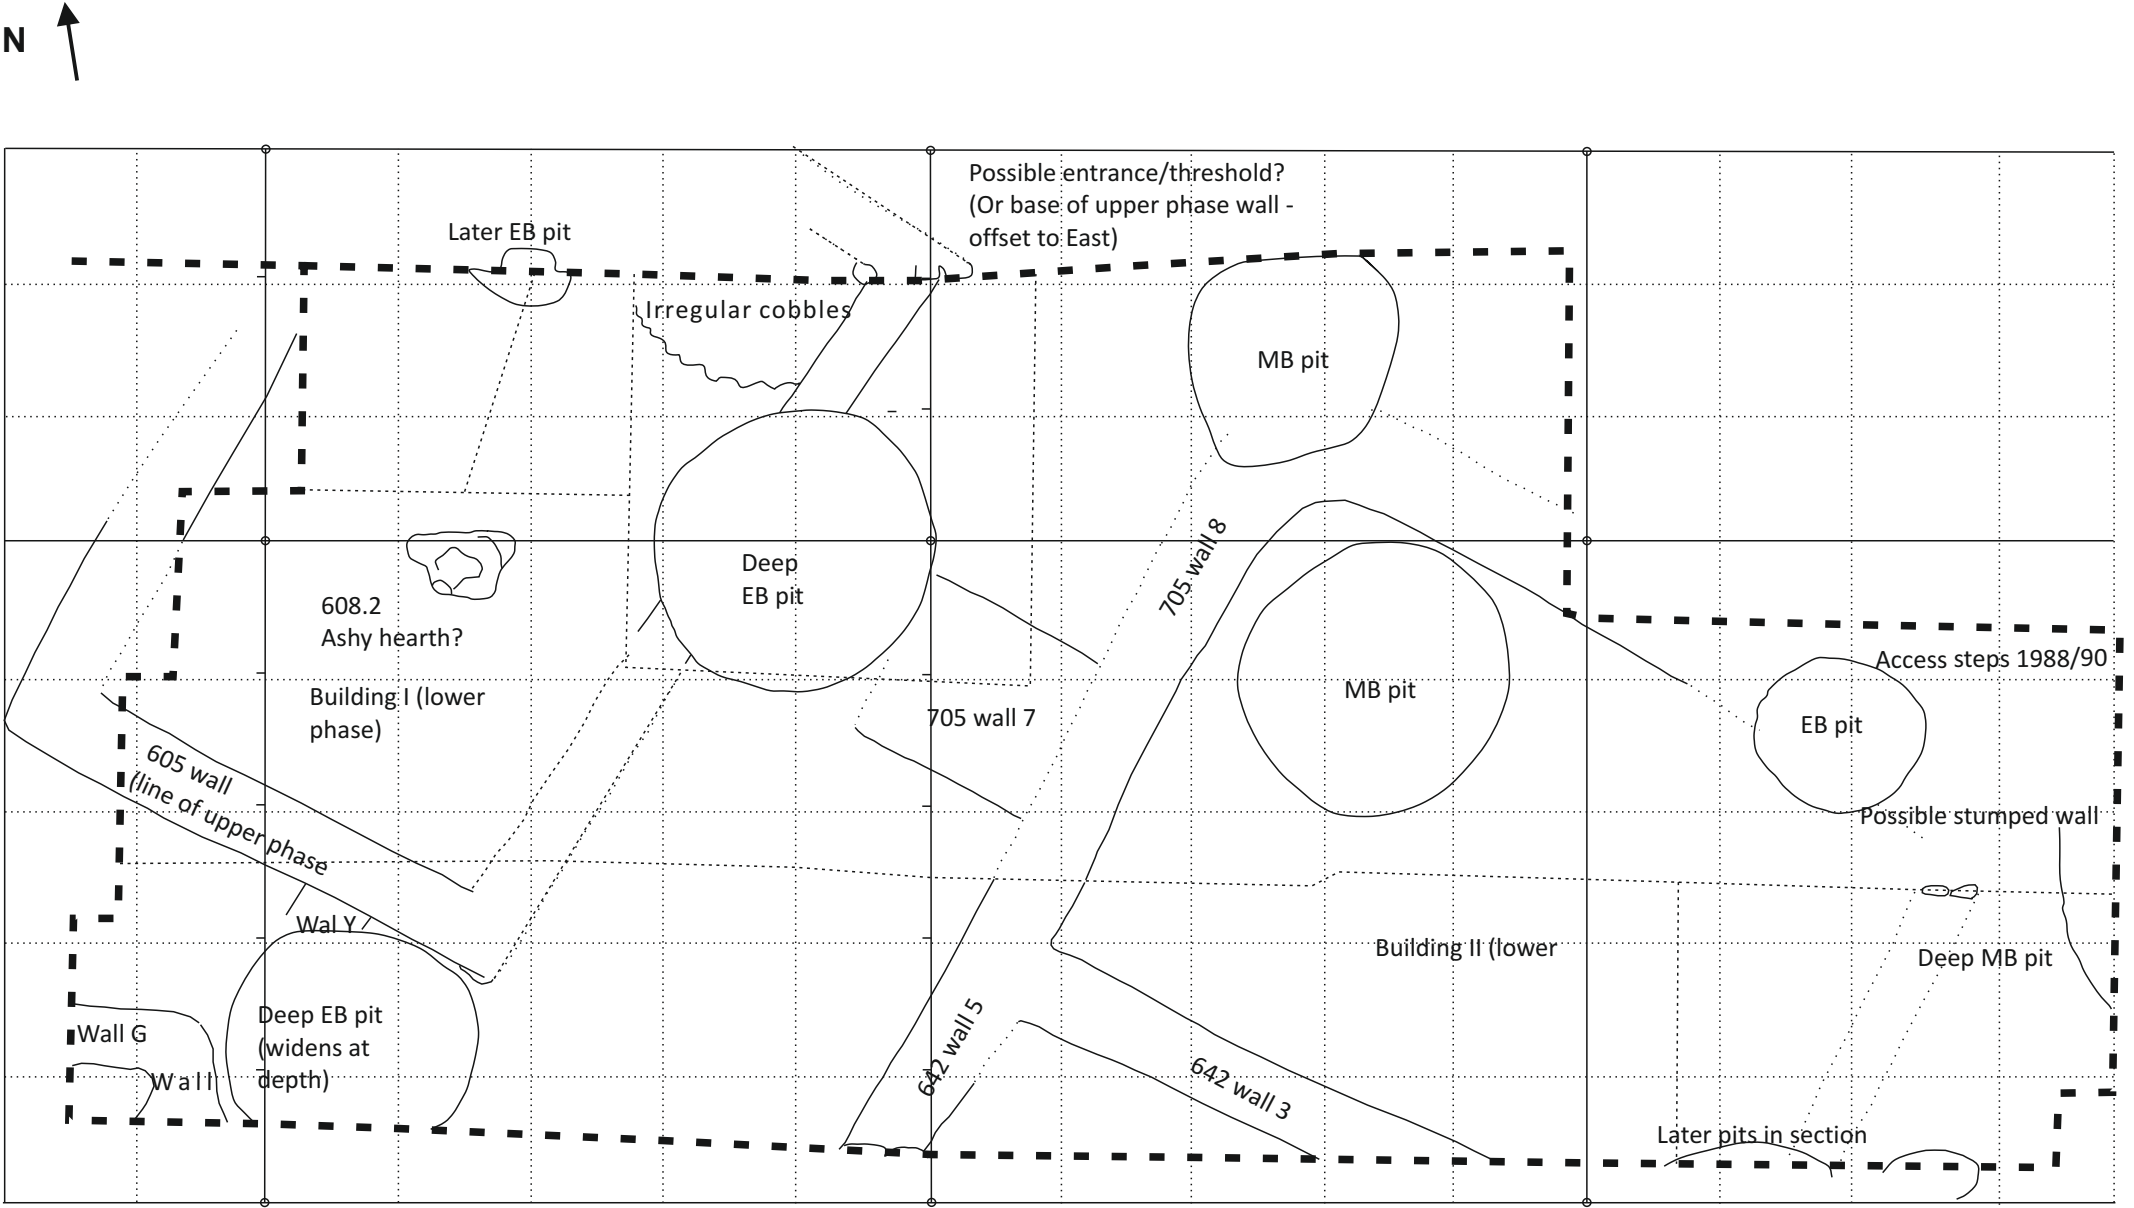 N
Possible entrance/threshold?
(Or base of upper phase wall -
offset to East)
Later EB pit
Irregular cobbles
MB pit
Deep
EB pit
705 wall 8
608.2
Ashy hearth?
Building I (lower
phase)
705 wall 7
MB pit
Access steps 1988/90
EB pit
605 wall
(line of upper phase
Possible stumped wall
Wal Y
Building II (lower
Deep MB pit
Deep EB pit
(widens at
depth)
Wall G
Wall
642 wall 5
642 wall 3
Later pits in section